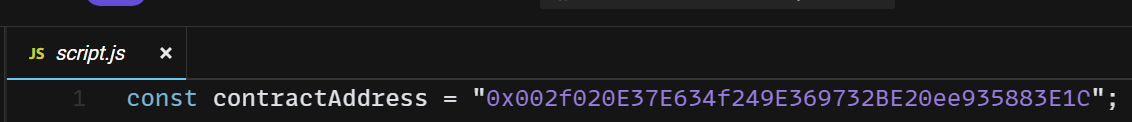 JS script.js ×
1 const contractAddress = "0x002f020E37E634f249E369732BE20ee935883E1C";